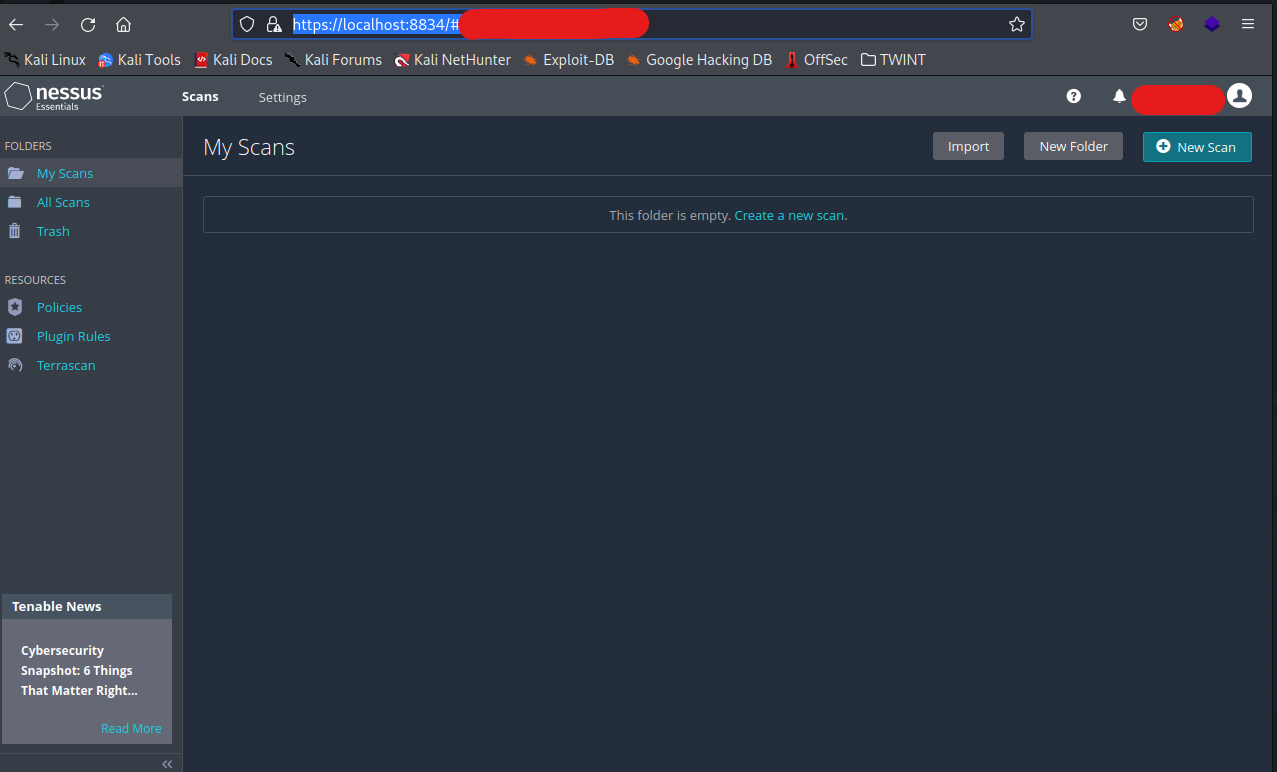 https://localhost:8834/#
Kali Linux Kali Tools Kali Docs Kali Forums Kali NetHunter Exploit-DB Google Hacking DB OffSec TWINT
nessus Essentials Scans Settings
FOLDERS
My Scans
All Scans
Trash
RESOURCES
Policies
Plugin Rules
Terrascan
Tenable News
Cybersecurity
Snapshot: 6 Things
That Matter Right...
Read More
My Scans Import New Folder New Scan
This folder is empty. Create a new scan.